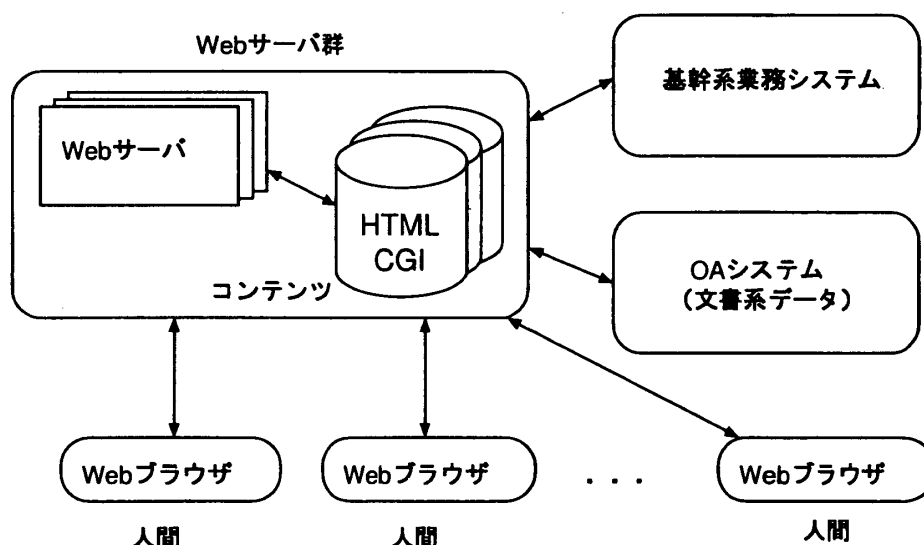 Webサーバ群
基幹系業務システム
Webサーバ
HTML
CGI
コンテンツ
OAシステム
(文書系データ)
Webブラウザ
Webブラウザ
・・・
Webブラウザ
人間
人間
人間